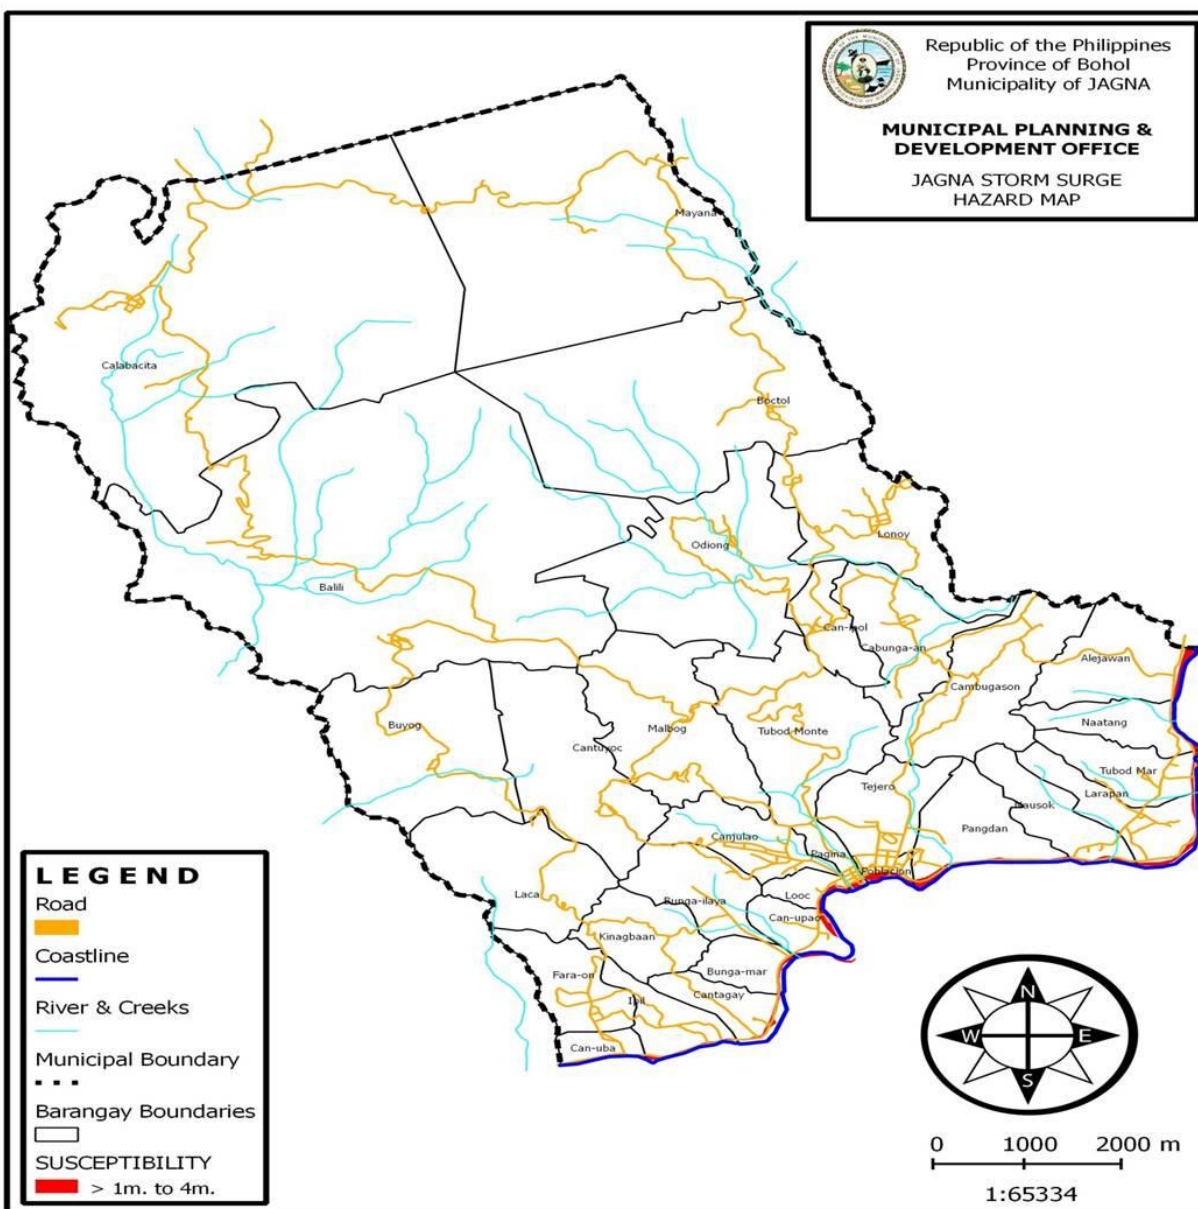 Republic of the Philippines
Province of Bohol
Municipality of JAGNA
MUNICIPAL PLANNING &
DEVELOPMENT OFFICE
JAGNA STORM SURGE
HAZARD MAP
Mayana
Calabacita
Boctol
Lonoy
Odiong
Balili
Can-ipol
Cabunga-an
Alejawan
Cambugason
Naatang
Buyog
Malbog
Tubod Monte
Cantuyoc
Tubod Mar
Tejero
Larapan
Nausok
Pangdan
Canjulao
Pagina
Poblacion
Laca
Looc
Bunga-ilaya
Can-upao
Kinagbaan
Fara-on
Bunga-mar
Cantagay
Ipil
Can-uba
LEGEND
Road
Coastline
River & Creeks
Municipal Boundary
Barangay Boundaries
SUSCEPTIBILITY
> 1m. to 4m.
N
W E
S
0 1000 2000 m
1:65334